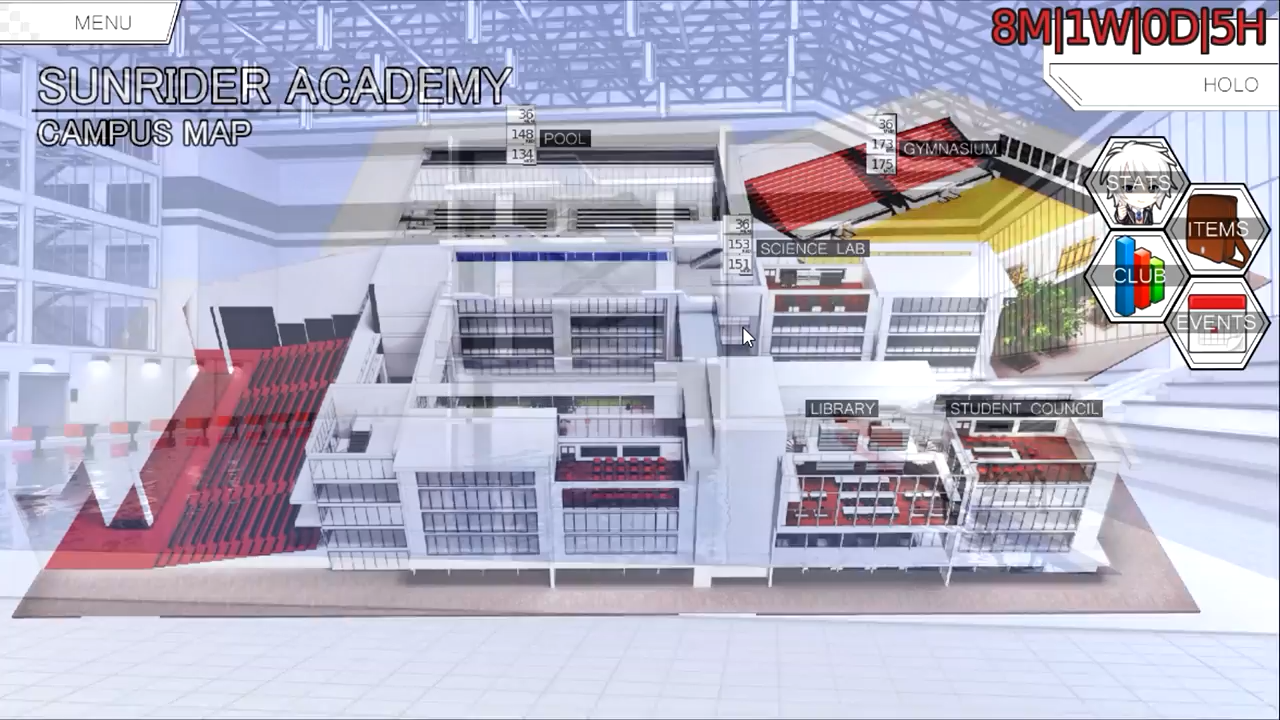 MENU
8M|1W|0D|5H
HOLO
SUNRIDER ACADEMY
CAMPUS MAP
36
148
134
POOL
36
173
175
GYMNASIUM
STATS
ITEMS
36
153
151
SCIENCE LAB
CLUB
EVENTS
LIBRARY
STUDENT COUNCIL